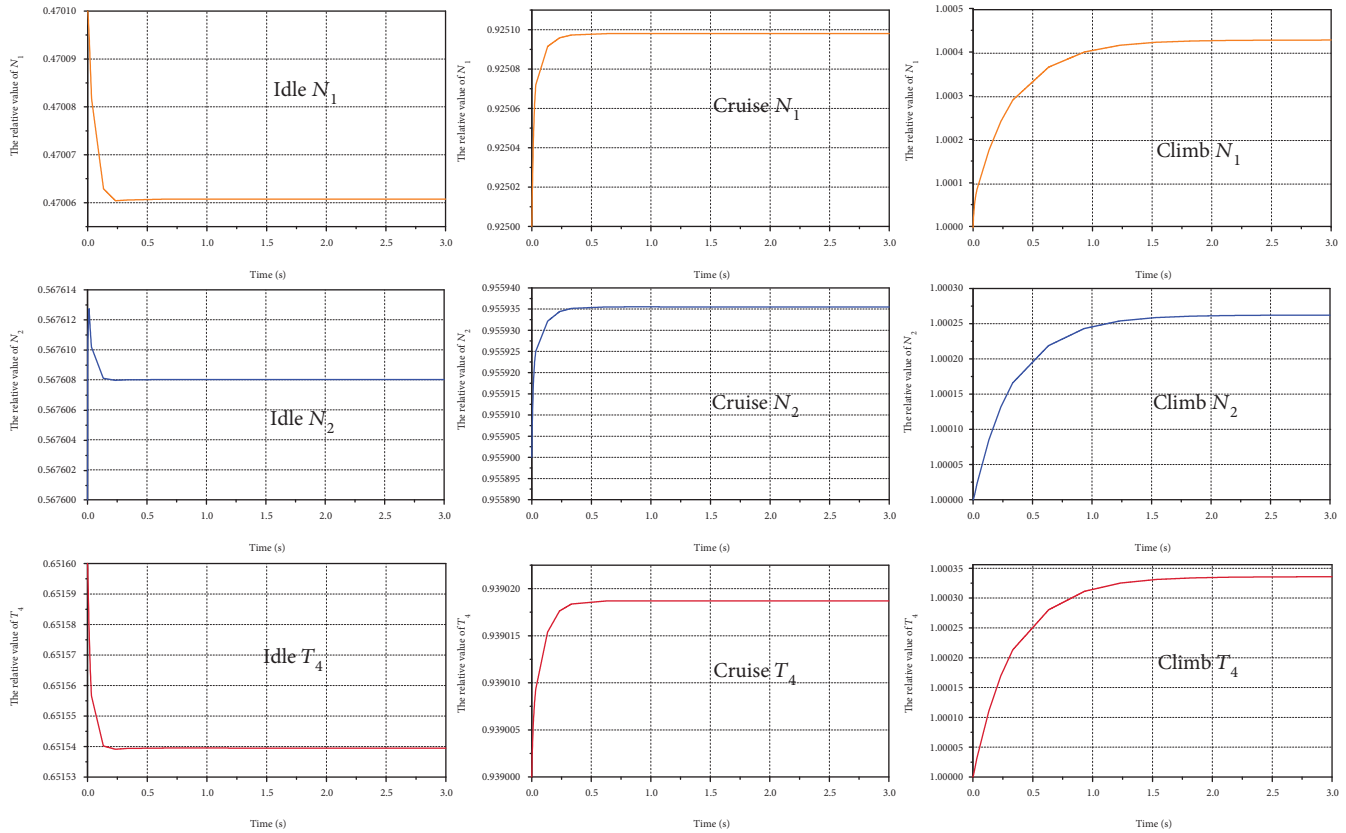 The relative value of N1
0.47010
0.47009
0.47008
0.47007
0.47006
Idle N1
0.0 0.5 1.0 1.5 2.0 2.5 3.0
Time (s)
The relative value of N1
0.92510
0.92508
0.92506
0.92504
0.92502
0.92500
Cruise N1
0.0 0.5 1.0 1.5 2.0 2.5 3.0
Time (s)
The relative value of N1
1.0005
1.0004
1.0003
1.0002
1.0001
1.0000
Climb N1
0.0 0.5 1.0 1.5 2.0 2.5 3.0
Time (s)
The relative value of N2
0.567614
0.567612
0.567610
0.567608
0.567606
0.567604
0.567602
0.567600
Idle N2
0.0 0.5 1.0 1.5 2.0 2.5 3.0
Time (s)
The relative value of N2
0.955940
0.955935
0.955930
0.955925
0.955920
0.955910
0.955905
0.955900
0.955895
0.955890
Cruise N2
0.0 0.5 1.0 1.5 2.0 2.5 3.0
Time (s)
The relative value of N2
1.00030
1.00025
1.00020
1.00015
1.00010
1.00005
1.00000
Climb N2
0.0 0.5 1.0 1.5 2.0 2.5 3.0
Time (s)
The relative value of T4
0.65160
0.65159
0.65158
0.65157
0.65156
0.65155
0.65154
0.65153
Idle T4
0.0 0.5 1.0 1.5 2.0 2.5 3.0
Time (s)
The relative value of T4
0.939020
0.939015
0.939010
0.939005
0.939000
Cruise T4
0.0 0.5 1.0 1.5 2.0 2.5 3.0
Time (s)
The relative value of T4
1.00035
1.00030
1.00025
1.00020
1.00015
1.00010
1.00005
1.00000
Climb T4
0.0 0.5 1.0 1.5 2.0 2.5 3.0
Time (s)